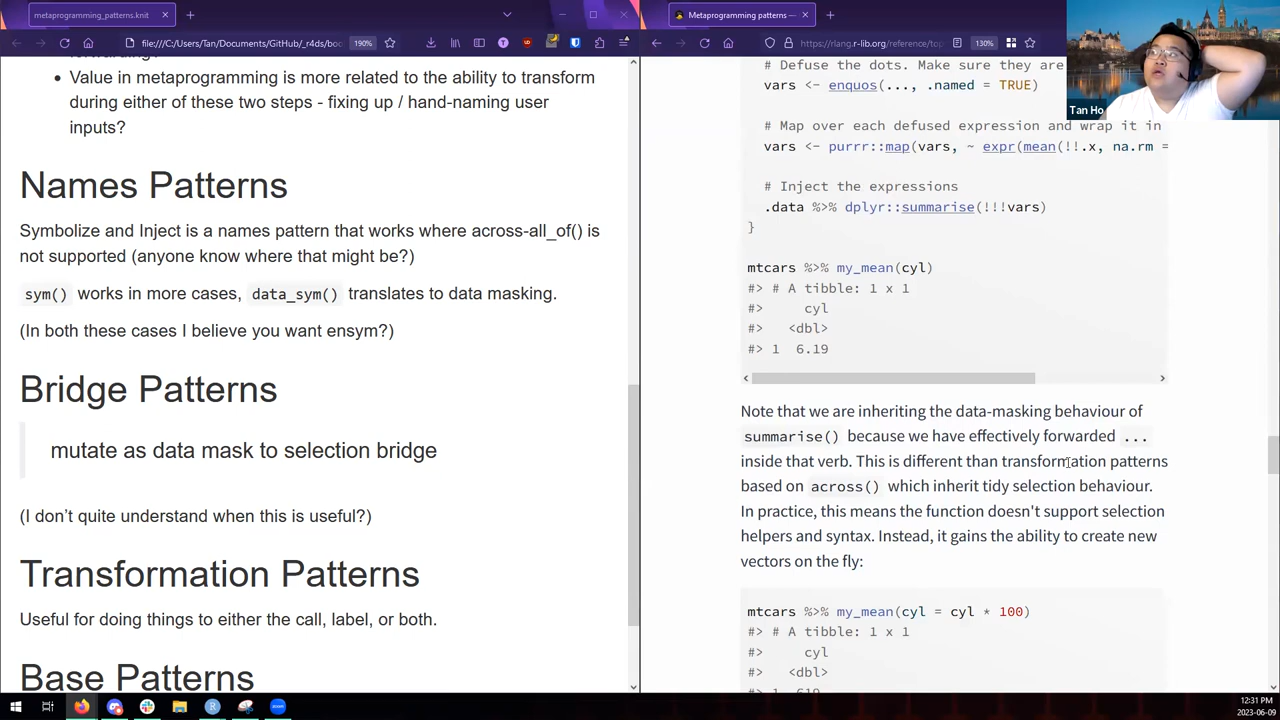 metaprogramming_patterns.knit
Metaprogramming patterns —
file:///C:/Users/Tan/Documents/GitHub/_r4ds/boo
190%
https://rlang.r-lib.org/reference/top
130%
Tan Ho
• Value in metaprogramming is more related to the ability to transform
during either of these two steps - fixing up / hand-naming user
inputs?
Names Patterns
Symbolize and Inject is a names pattern that works where across-all_of() is
not supported (anyone know where that might be?)
sym() works in more cases, data_sym() translates to data masking.
(In both these cases I believe you want ensym?)
Bridge Patterns
mutate as data mask to selection bridge
(I don’t quite understand when this is useful?)
Transformation Patterns
Useful for doing things to either the call, label, or both.
Base Patterns
# Defuse the dots. Make sure they are
vars <- enquos(..., .named = TRUE)
# Map over each defused expression and wrap it in
vars <- purrr::map(vars, ~ expr(mean(!!.x, na.rm =
# Inject the expressions
.data %>% dplyr::summarise(!!!vars)
}
mtcars %>% my_mean(cyl)
#> # A tibble: 1 x 1
#> cyl
#> <dbl>
#> 1 6.19
Note that we are inheriting the data-masking behaviour of
summarise() because we have effectively forwarded ...
inside that verb. This is different than transformation patterns
based on across() which inherit tidy selection behaviour.
In practice, this means the function doesn't support selection
helpers and syntax. Instead, it gains the ability to create new
vectors on the fly:
mtcars %>% my_mean(cyl = cyl * 100)
#> # A tibble: 1 x 1
#> cyl
#> <dbl>
#> 1 619
12:31 PM
2023-06-09